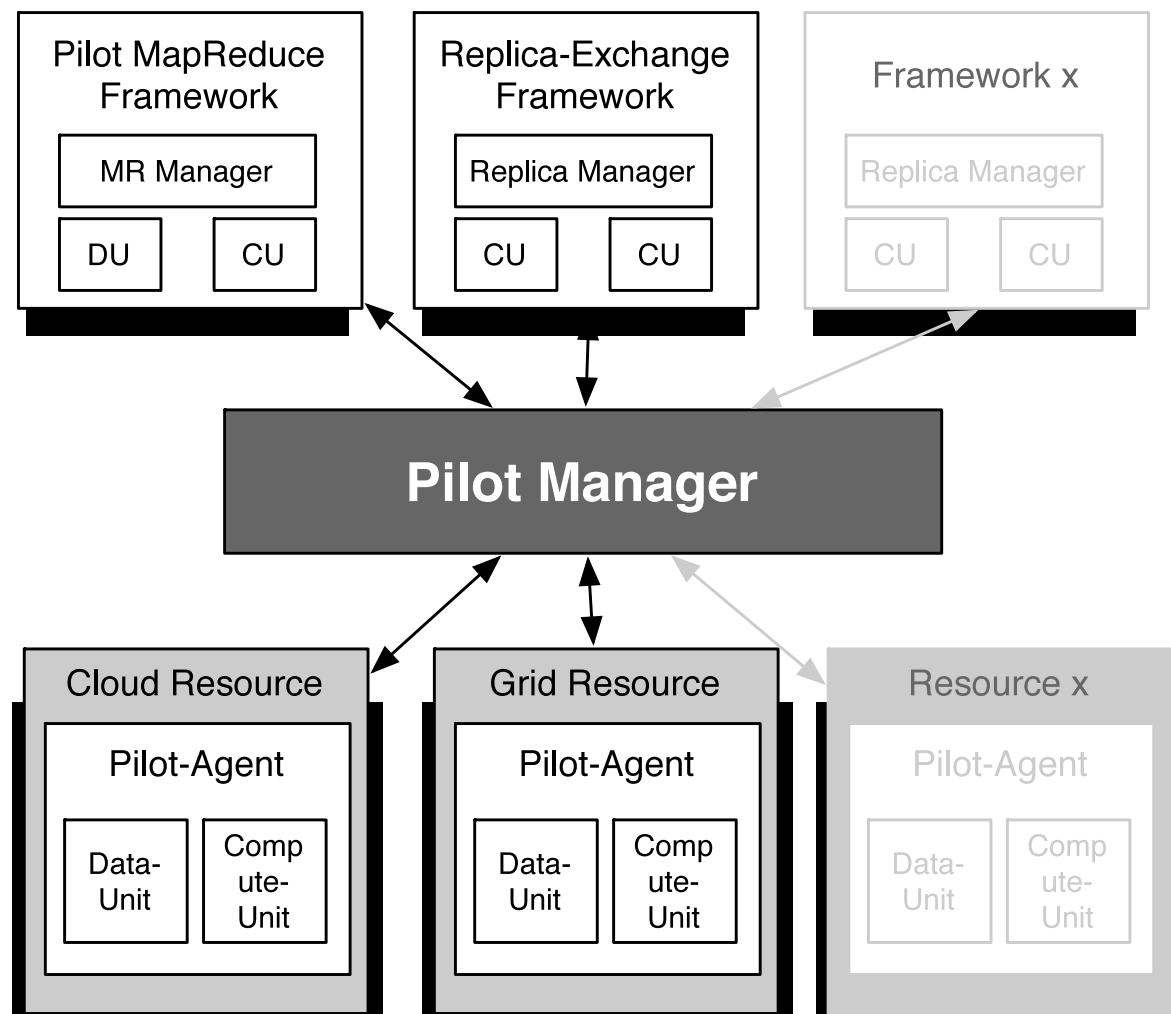 Pilot MapReduce
Framework
MR Manager
DU
CU
Replica-Exchange
Framework
Replica Manager
CU
CU
Framework x
Replica Manager
CU
CU
Pilot Manager
Cloud Resource
Pilot-Agent
Data-
Unit
Comp
ute-
Unit
Grid Resource
Pilot-Agent
Data-
Unit
Comp
ute-
Unit
Resource x
Pilot-Agent
Data-
Unit
Comp
ute-
Unit